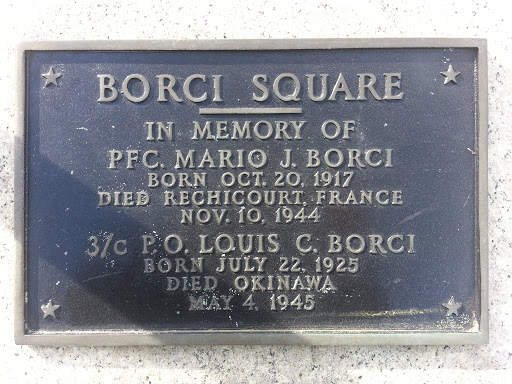 BORCI SQUARE
IN MEMORY OF
PFC. MARIO J. BORCI
BORN OCT. 20, 1917
DIED RECHICOURT, FRANCE
NOV. 10, 1944
3/c P.O. LOUIS C. BORCI
BORN JULY 22, 1925
DIED OKINAWA
MAY 4, 1945